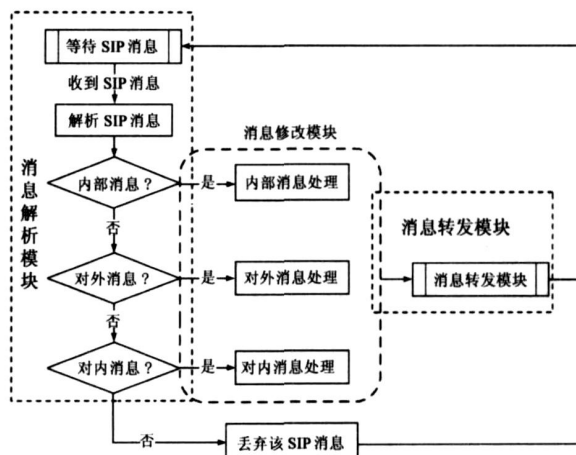 等待 SIP 消息
收到 SIP 消息
解析 SIP 消息
消息解析模块
消息修改模块
内部消息？
是
内部消息处理
否
消息转发模块
对外消息？
是
对外消息处理
消息转发模块
否
对内消息？
是
对内消息处理
否
丢弃该 SIP 消息